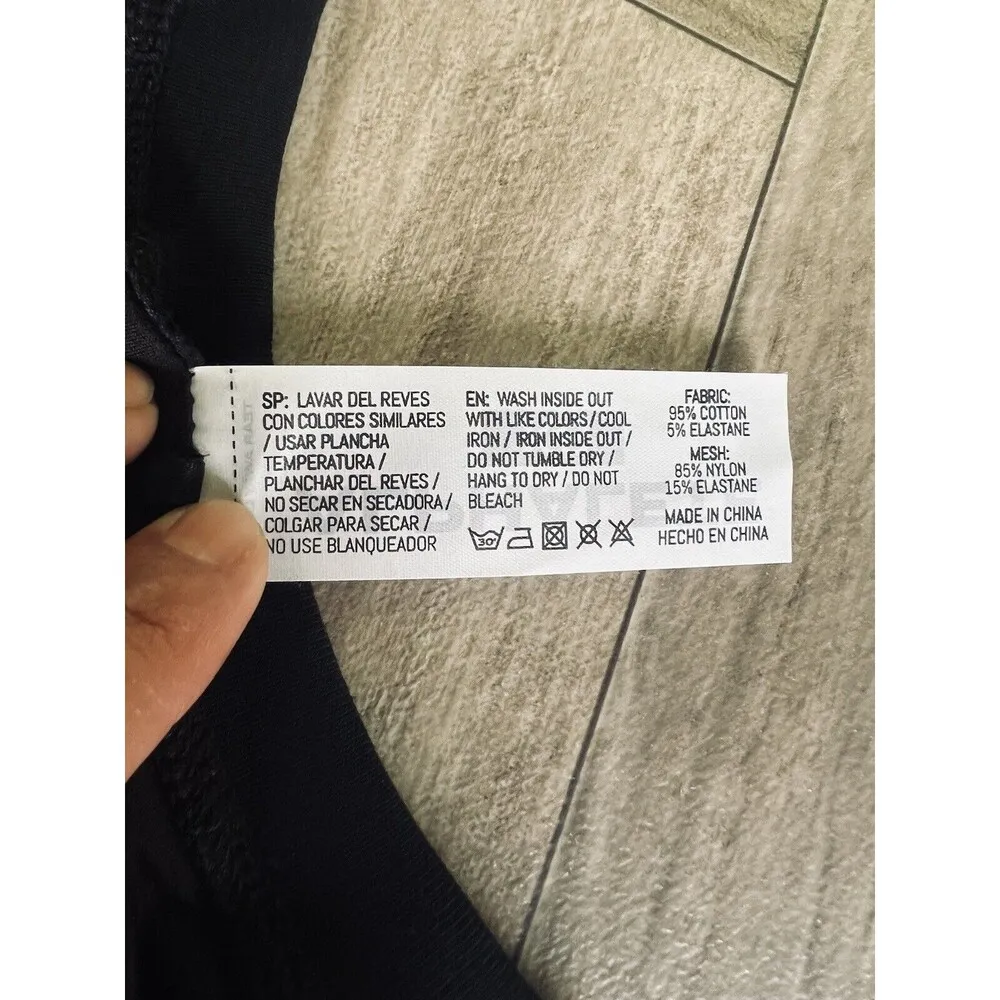 SP: LAVAR DEL REVES
CON COLORES SIMILARES
/ USAR PLANCHA
TEMPERATURA /
PLANCHAR DEL REVES /
NO SECAR EN SECADORA /
COLGAR PARA SECAR /
NO USE BLANQUEADOR
EN: WASH INSIDE OUT
WITH LIKE COLORS / COOL
IRON / IRON INSIDE OUT /
DO NOT TUMBLE DRY /
HANG TO DRY / DO NOT
BLEACH
30°
FABRIC:
95% COTTON
5% ELASTANE
MESH:
85% NYLON
15% ELASTANE
MADE IN CHINA
HECHO EN CHINA